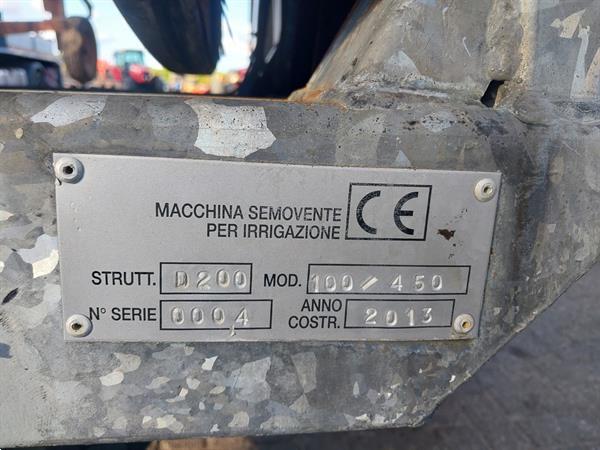 MACCHINA SEMOVENTE
PER IRRIGAZIONE
CE
STRUTT. D200 MOD. 100/450
N° SERIE 0004 ANNO COSTR. 2013